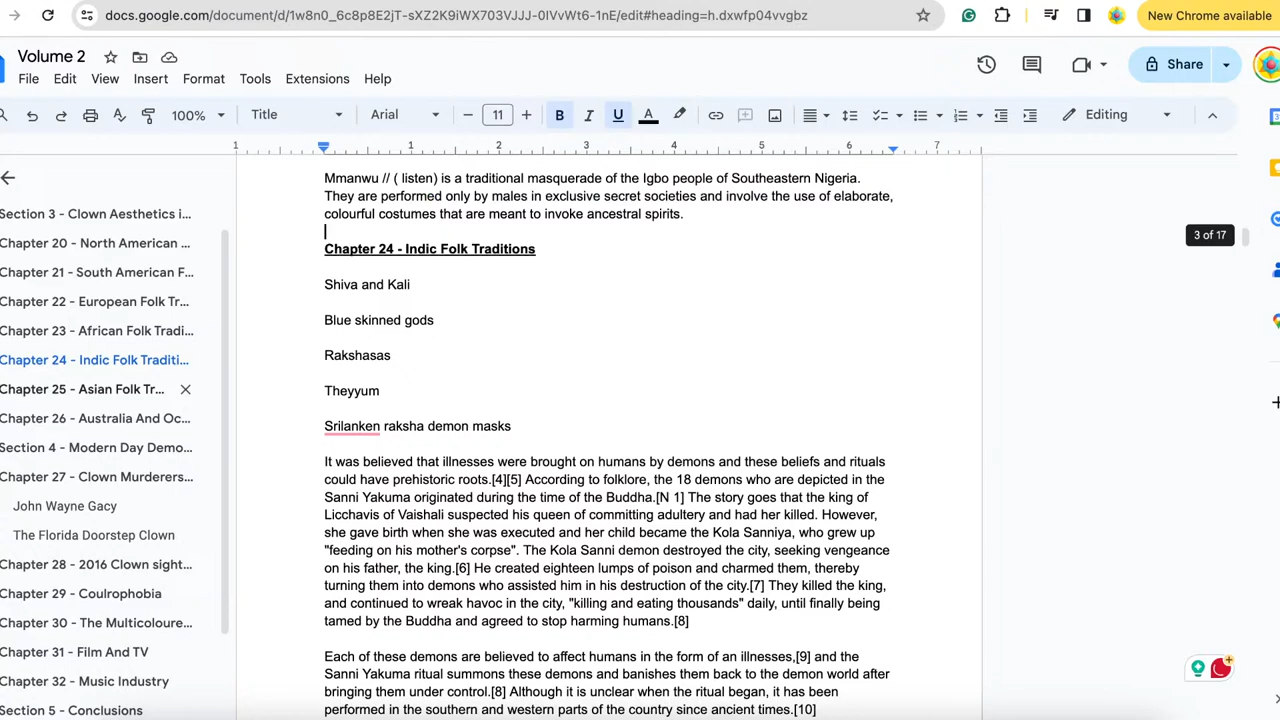 docs.google.com/document/d/1w8n0_6c8p8E2jT-sXZ2K9iWX703VJJJ-0IVvWt6-1nE/edit#heading=h.dxwfp04vvgbz
New Chrome available
Volume 2
File Edit View Insert Format Tools Extensions Help
Share
100% Title Arial 11 B I U A Editing
1 1 2 3 4 5 6 7
Section 3 - Clown Aesthetics i...
Chapter 20 - North American ...
Chapter 21 - South American F...
Chapter 22 - European Folk Tr...
Chapter 23 - African Folk Tradi...
Chapter 24 - Indic Folk Traditi...
Chapter 25 - Asian Folk Tr...
Chapter 26 - Australia And Oc...
Section 4 - Modern Day Demo...
Chapter 27 - Clown Murderers...
John Wayne Gacy
The Florida Doorstep Clown
Chapter 28 - 2016 Clown sight...
Chapter 29 - Coulrophobia
Chapter 30 - The Multicoloure...
Chapter 31 - Film And TV
Chapter 32 - Music Industry
Section 5 - Conclusions
Mmanwu // ( listen) is a traditional masquerade of the Igbo people of Southeastern Nigeria.
They are performed only by males in exclusive secret societies and involve the use of elaborate,
colourful costumes that are meant to invoke ancestral spirits.
Chapter 24 - Indic Folk Traditions
Shiva and Kali
Blue skinned gods
Rakshasas
Theyyum
Srilanken raksha demon masks
It was believed that illnesses were brought on humans by demons and these beliefs and rituals
could have prehistoric roots.[4][5] According to folklore, the 18 demons who are depicted in the
Sanni Yakuma originated during the time of the Buddha.[N 1] The story goes that the king of
Licchavis of Vaishali suspected his queen of committing adultery and had her killed. However,
she gave birth when she was executed and her child became the Kola Sanniya, who grew up
"feeding on his mother's corpse". The Kola Sanni demon destroyed the city, seeking vengeance
on his father, the king.[6] He created eighteen lumps of poison and charmed them, thereby
turning them into demons who assisted him in his destruction of the city.[7] They killed the king,
and continued to wreak havoc in the city, "killing and eating thousands" daily, until finally being
tamed by the Buddha and agreed to stop harming humans.[8]
Each of these demons are believed to affect humans in the form of an illnesses,[9] and the
Sanni Yakuma ritual summons these demons and banishes them back to the demon world after
bringing them under control.[8] Although it is unclear when the ritual began, it has been
performed in the southern and western parts of the country since ancient times.[10]
3 of 17